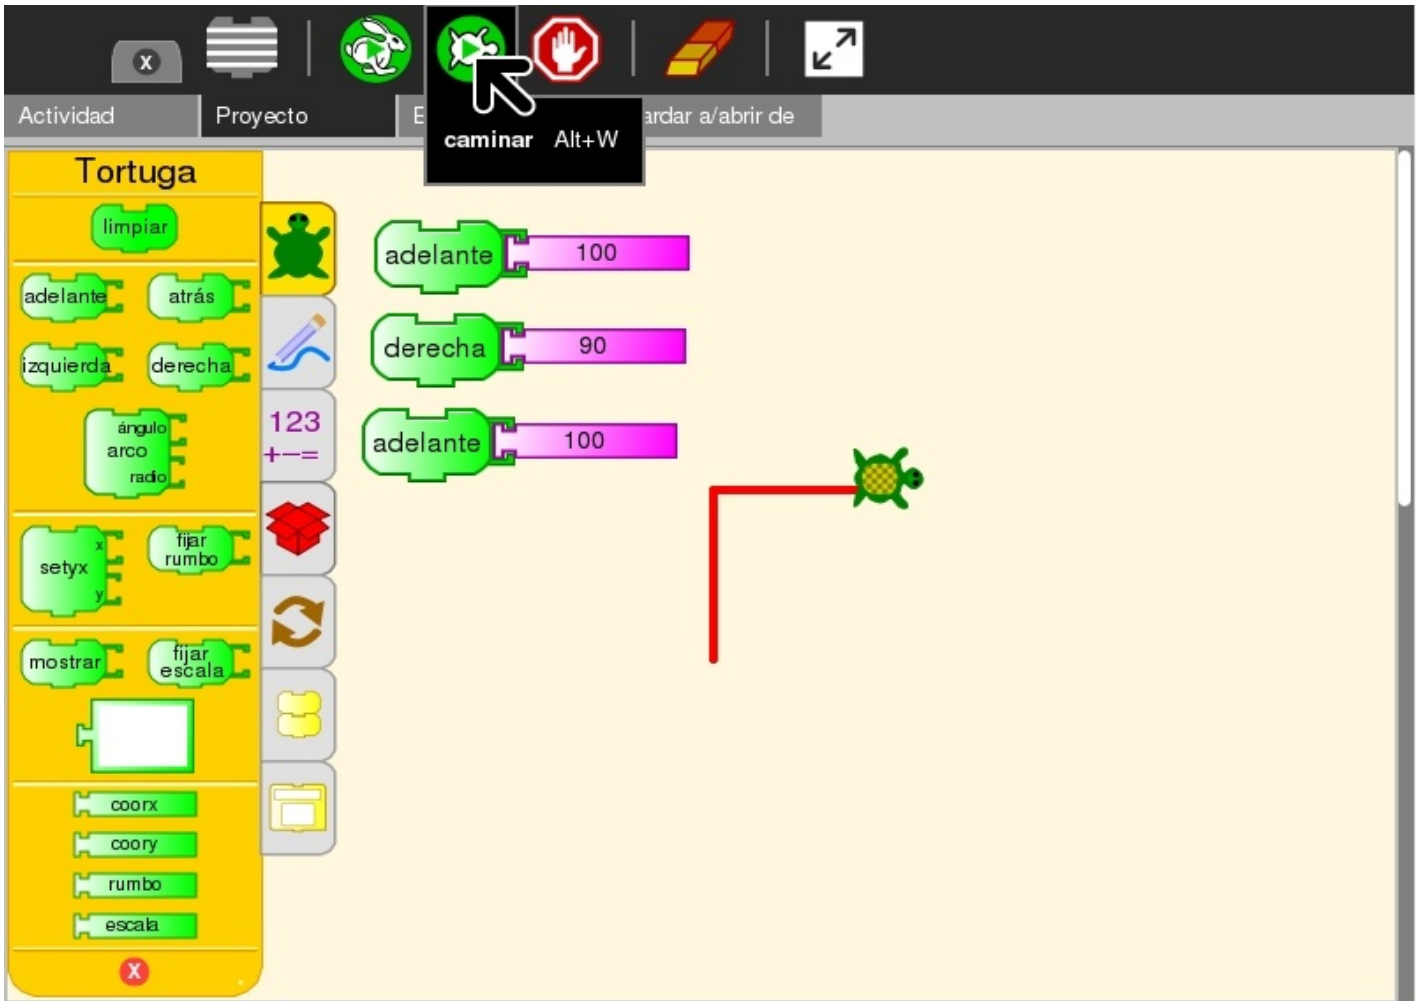 X
Actividad
Proyecto
E
ardar a/abrir de
caminar Alt+W
Tortuga
limpiar
adelante atrás
izquierda derecha
ángulo
arco
radio
x
setyx
y
fijar
rumbo
mostrar
fijar
escala
coorx
coory
rumbo
escala
X
123
+−=
adelante 100
derecha 90
adelante 100